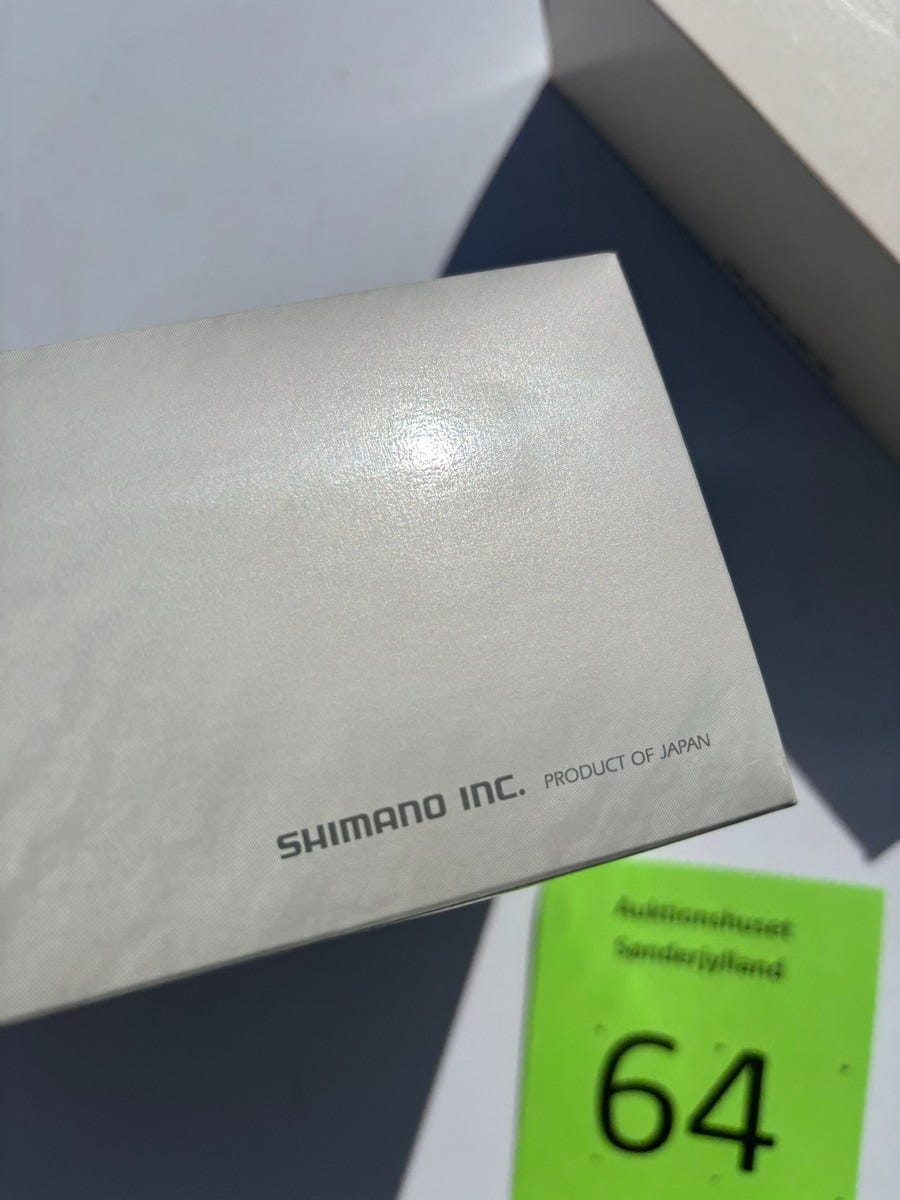 SHIMANO INC. PRODUCT OF JAPAN
Auktionshuset
Sønderjylland
64